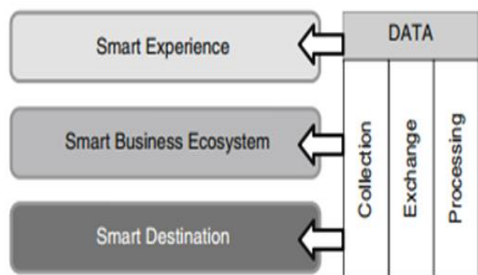 Smart Experience
DATA
Smart Business Ecosystem
Smart Destination
Collection
Exchange
Processing